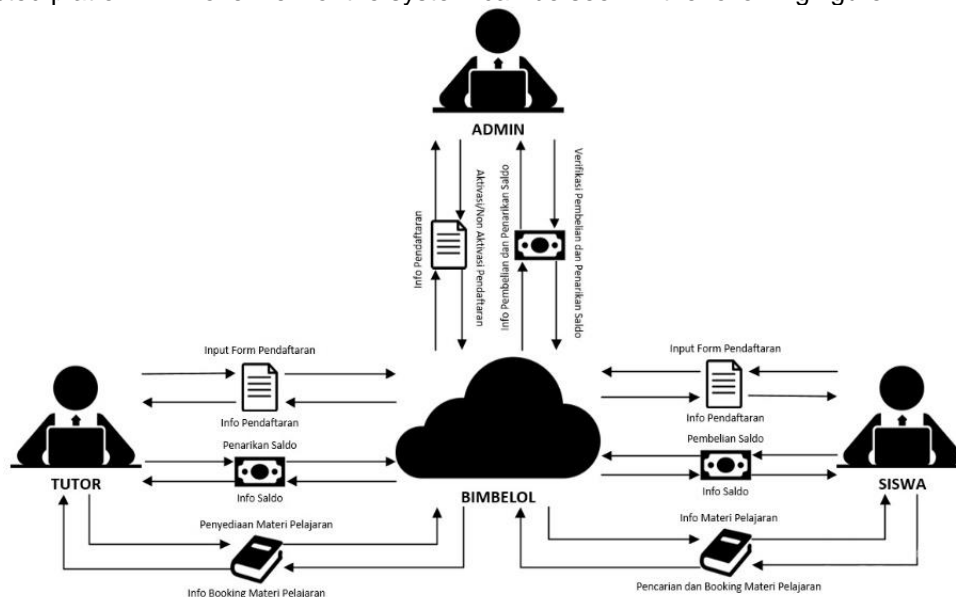 ADMIN
Info Pendaftaran
Aktivasi/Non Aktivasi Pendaftaran
Info Pembelian dan Penarikan Saldo
Verifikasi Pembelian dan Penarikan Saldo
Input Form Pendaftaran
Info Pendaftaran
Penarikan Saldo
Info Saldo
TUTOR
Penyediaan Materi Pelajaran
Info Booking Materi Pelajaran
BIMBELOL
Input Form Pendaftaran
Info Pendaftaran
Pembelian Saldo
Info Saldo
SISWA
Info Materi Pelajaran
Pencarian dan Booking Materi Pelajaran